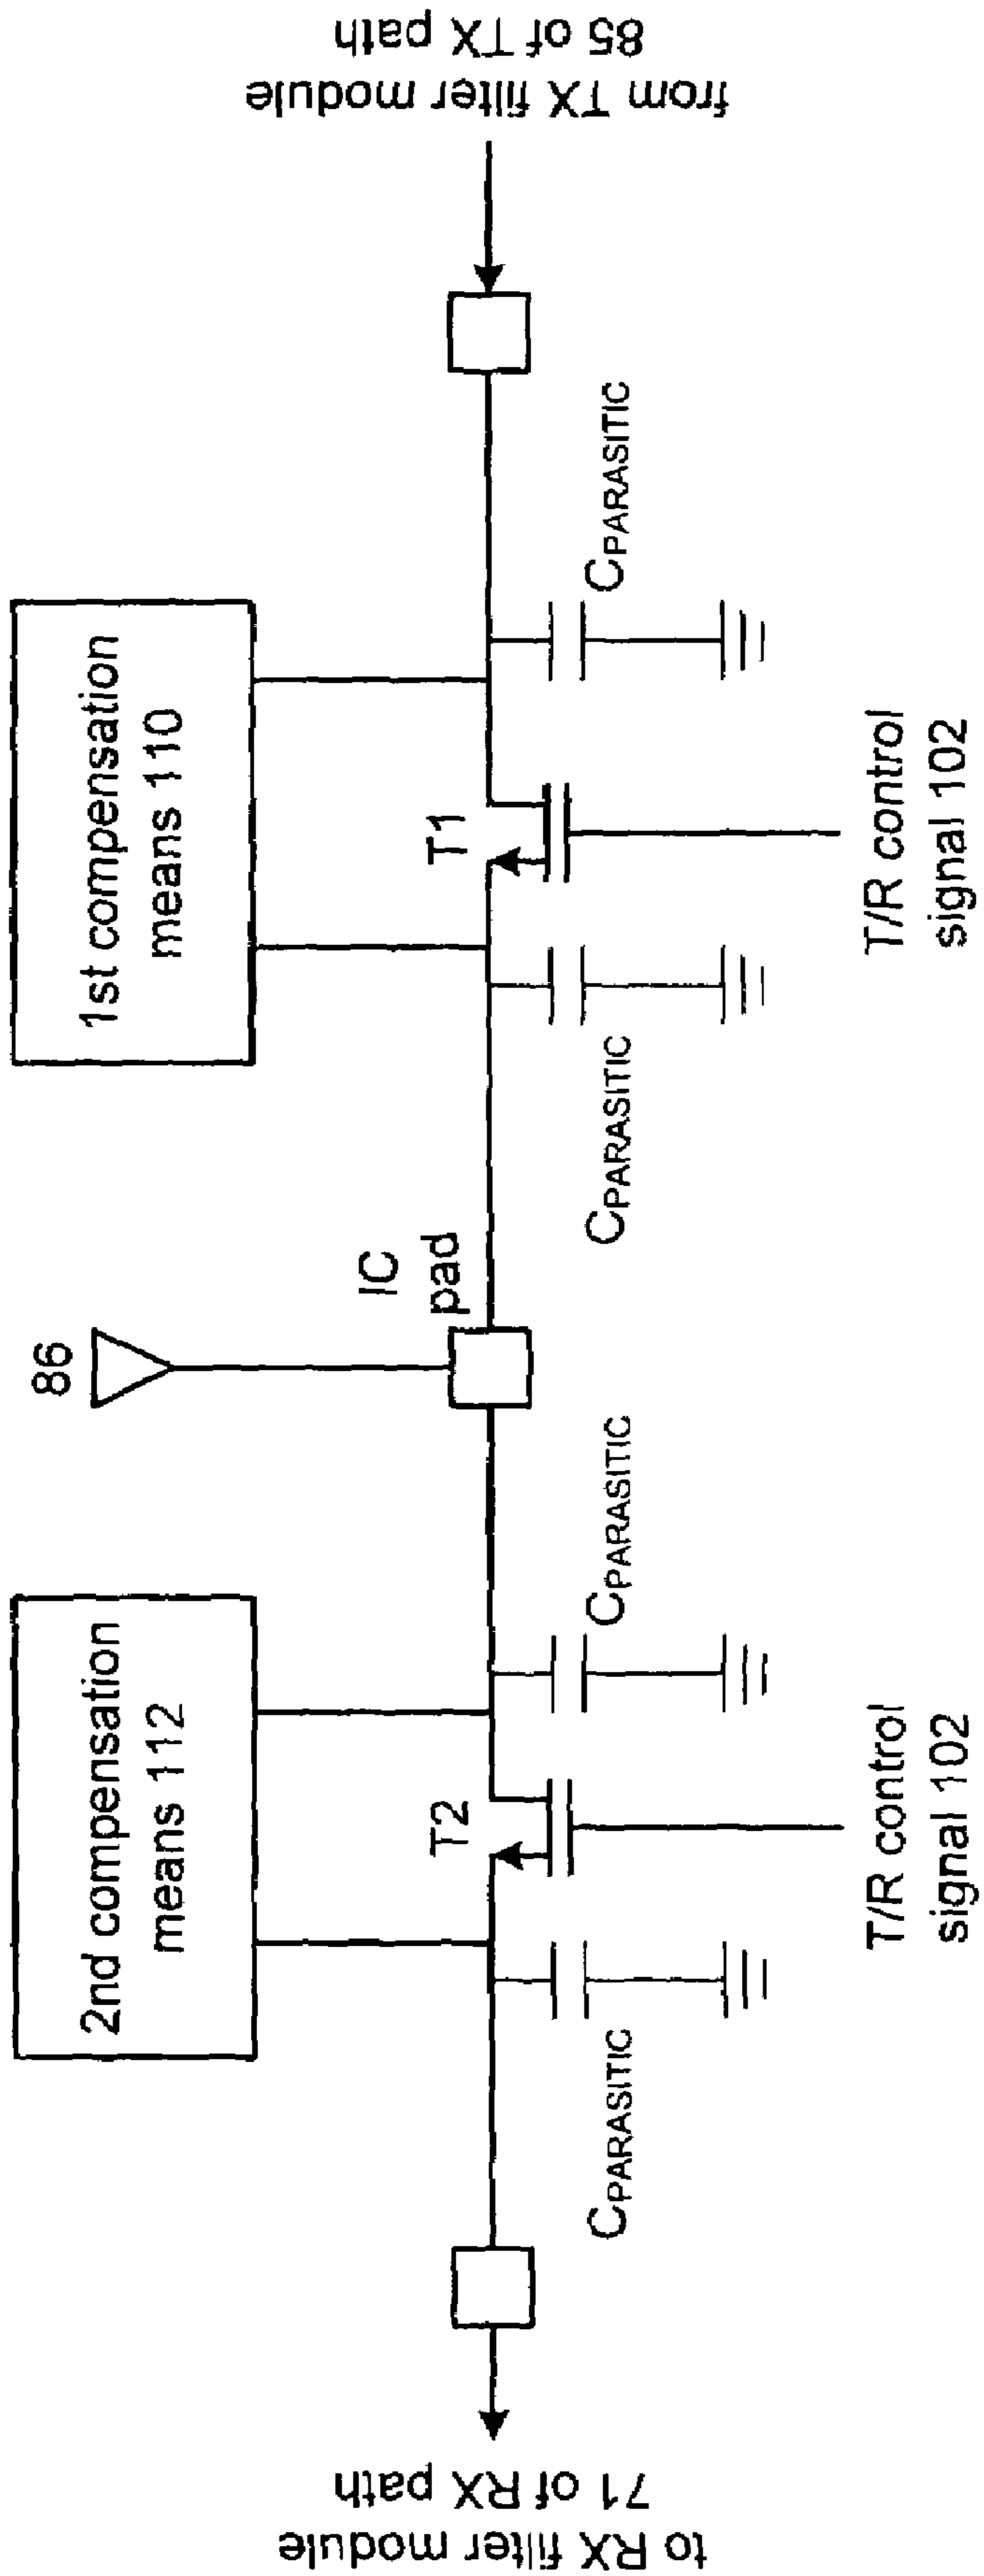 86
2nd compensation
means 112
1st compensation
means 110
IC
pad
T2
T1
CPARASITIC
CPARASITIC
CPARASITIC
CPARASITIC
T/R control
signal 102
T/R control
signal 102
to RX filter module
71 of RX path
from TX filter module
85 of TX path